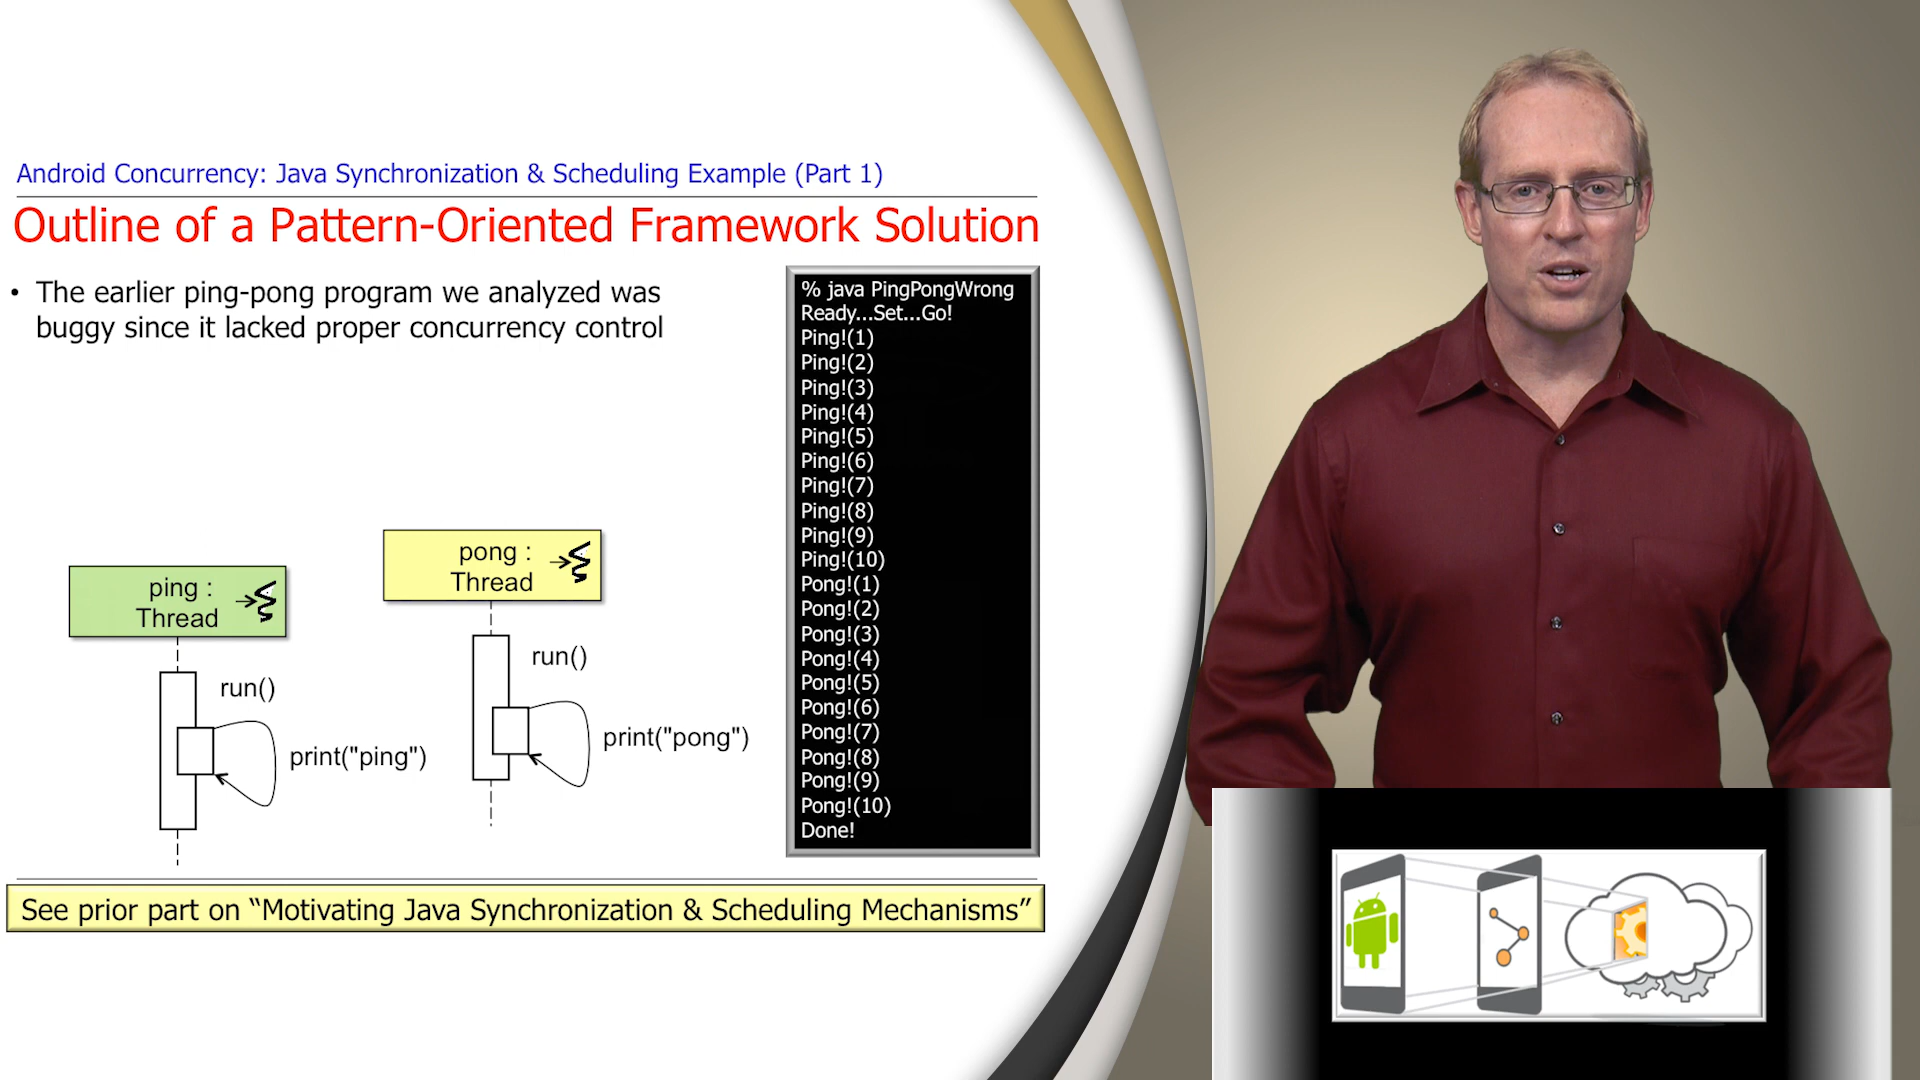 Android Concurrency: Java Synchronization & Scheduling Example (Part 1)
Outline of a Pattern-Oriented Framework Solution
• The earlier ping-pong program we analyzed was
buggy since it lacked proper concurrency control
% java PingPongWrong
Ready...Set...Go!
Ping!(1)
Ping!(2)
Ping!(3)
Ping!(4)
Ping!(5)
Ping!(6)
Ping!(7)
Ping!(8)
Ping!(9)
Ping!(10)
Pong!(1)
Pong!(2)
Pong!(3)
Pong!(4)
Pong!(5)
Pong!(6)
Pong!(7)
Pong!(8)
Pong!(9)
Pong!(10)
Done!
ping :
Thread
run()
print("ping")
pong :
Thread
run()
print("pong")
See prior part on “Motivating Java Synchronization & Scheduling Mechanisms”